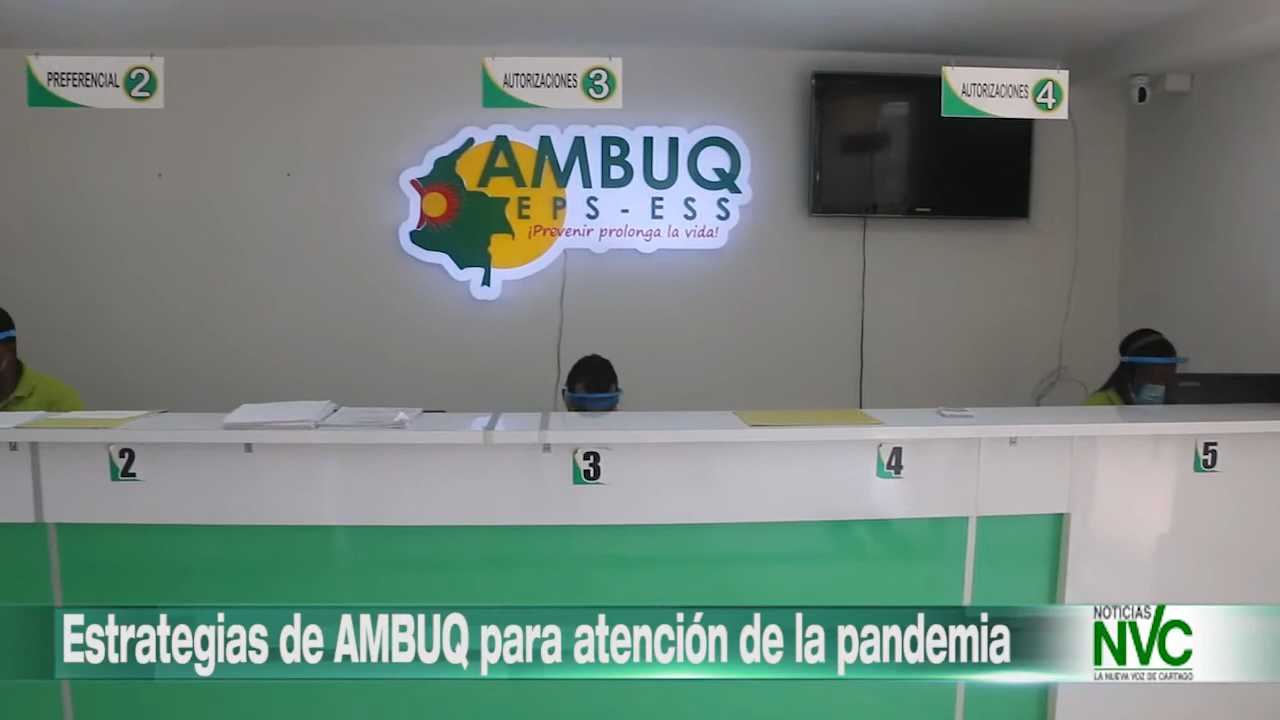 PREFERENCIAL 2
AUTORIZACIONES 3
AUTORIZACIONES 4
AMBUQ
EPS-ESS
¡Prevenir prolonga la vida!
2
3
4
5
Estrategias de AMBUQ para atención de la pandemia
NOTICIAS
NVC
LA NUEVA VOZ DE CARTAGO